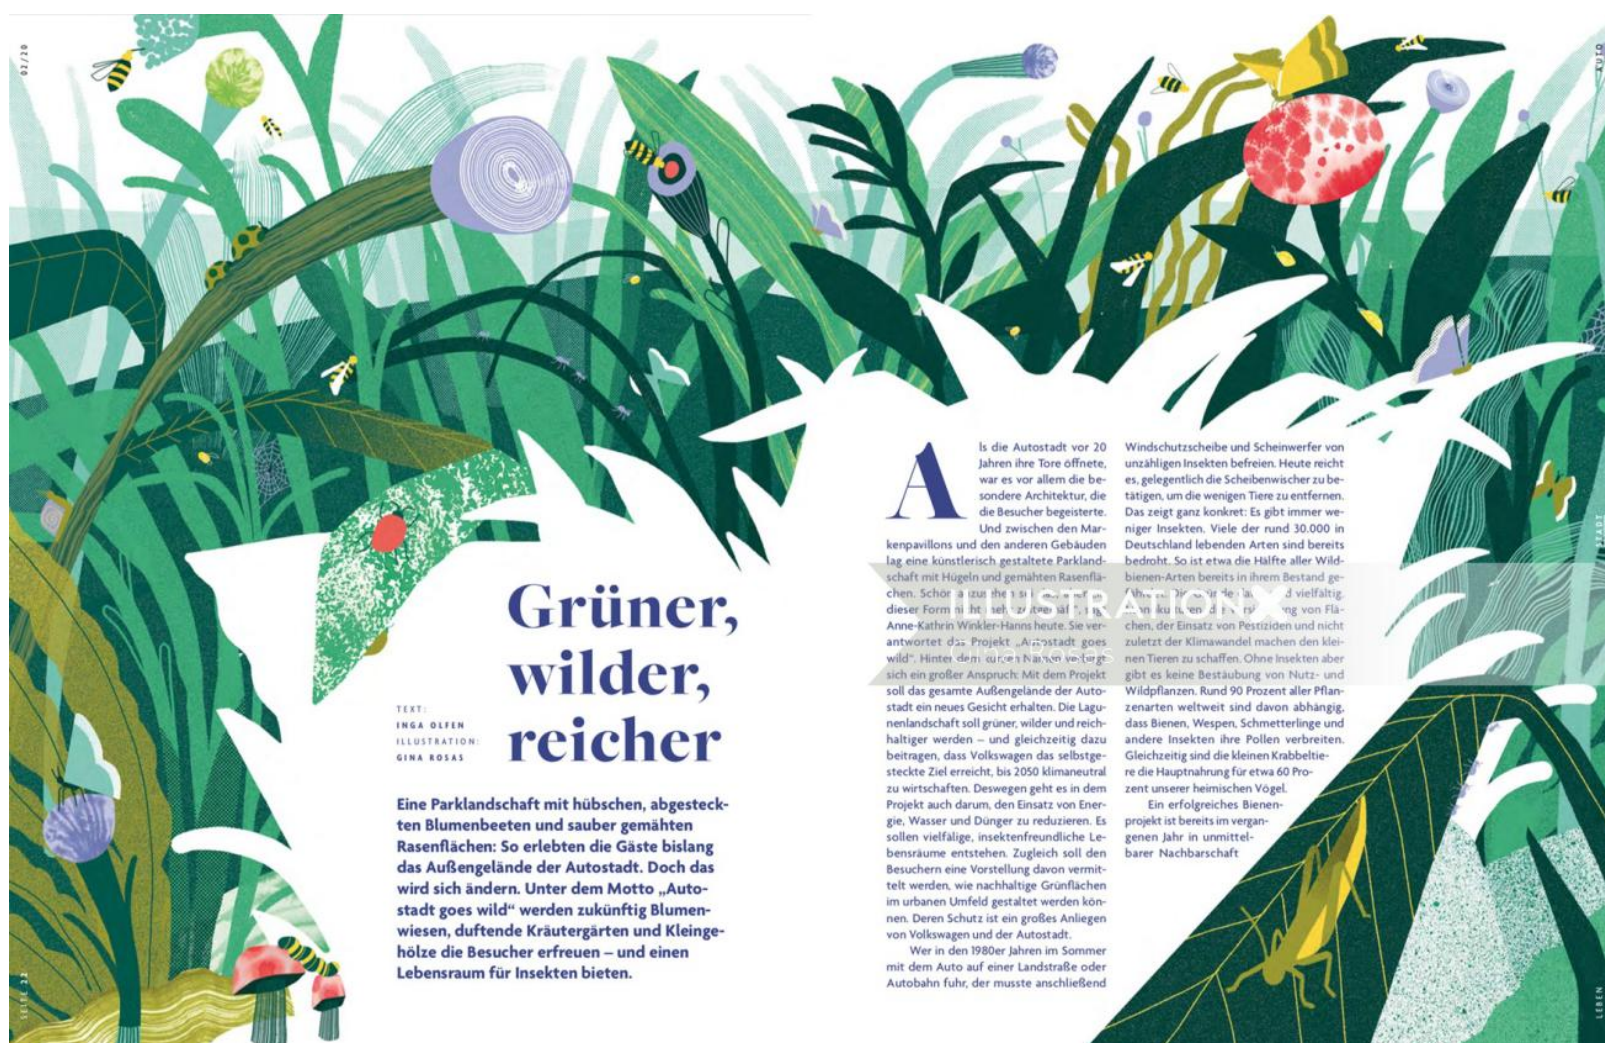 02/20
AUTO
Grüner,
wilder,
reicher
TEXT:
INGA OLFEN
ILLUSTRATION:
GINA ROSAS
Eine Parklandschaft mit hübschen, abgesteck-
ten Blumenbeeten und sauber gemähten
Rasenflächen: So erlebten die Gäste bislang
das Außengelände der Autostadt. Doch das
wird sich ändern. Unter dem Motto „Auto-
stadt goes wild“ werden zukünftig Blumen-
wiesen, duftende Kräutergärten und Kleinge-
hölze die Besucher erfreuen – und einen
Lebensraum für Insekten bieten.
Als die Autostadt vor 20
Jahren ihre Tore öffnete,
war es vor allem die be-
sondere Architektur, die
die Besucher begeisterte.
Und zwischen den Mar-
kenpavillons und den anderen Gebäuden
lag eine künstlerisch gestaltete Parkland-
schaft mit Hügeln und gemähten Rasenflä-
chen.
dieser Form
Anne-Kathrin Winkler-Hanns heute. Sie ver-
antwortet das Projekt „Autostadt goes
wild“. Hinter
sich ein großer Anspruch: Mit dem Projekt
soll das gesamte Außengelände der Auto-
stadt ein neues Gesicht erhalten. Die Lagu-
nenlandschaft soll grüner, wilder und reich-
haltiger werden – und gleichzeitig dazu
beitragen, dass Volkswagen das selbstge-
steckte Ziel erreicht, bis 2050 klimaneutral
zu wirtschaften. Deswegen geht es in dem
Projekt auch darum, den Einsatz von Ener-
gie, Wasser und Dünger zu reduzieren. Es
sollen vielfälige, insektenfreundliche Le-
bensräume entstehen. Zugleich soll den
Besuchern eine Vorstellung davon vermit-
telt werden, wie nachhaltige Grünflächen
im urbanen Umfeld gestaltet werden kön-
nen. Deren Schutz ist ein großes Anliegen
von Volkswagen und der Autostadt.
Wer in den 1980er Jahren im Sommer
mit dem Auto auf einer Landstraße oder
Autobahn fuhr, der musste anschließend
Windschutzscheibe und Scheinwerfer von
unzähligen Insekten befreien. Heute reicht
es, gelegentlich die Scheibenwischer zu be-
tätigen, um die wenigen Tiere zu entfernen.
Das zeigt ganz konkret: Es gibt immer we-
niger Insekten. Viele der rund 30.000 in
Deutschland lebenden Arten sind bereits
bedroht. So ist etwa die Hälfte aller Wild-
bienen-Arten bereits in ihrem Bestand ge-
vielfältig.
von Flä-
chen, der Einsatz von Pestiziden und nicht
zuletzt der Klimawandel machen den klei-
nen Tieren zu schaffen. Ohne Insekten aber
gibt es keine Bestäubung von Nutz- und
Wildpflanzen. Rund 90 Prozent aller Pflan-
zenarten weltweit sind davon abhängig,
dass Bienen, Wespen, Schmetterlinge und
andere Insekten ihre Pollen verbreiten.
Gleichzeitig sind die kleinen Krabbeltie-
re die Hauptnahrung für etwa 60 Pro-
zent unserer heimischen Vögel.
Ein erfolgreiches Bienen-
projekt ist bereits im vergan-
genen Jahr in unmittel-
barer Nachbarschaft
ILLUSTRATIONX
Gina Rosas
STADT
SEITE 22
LEBEN